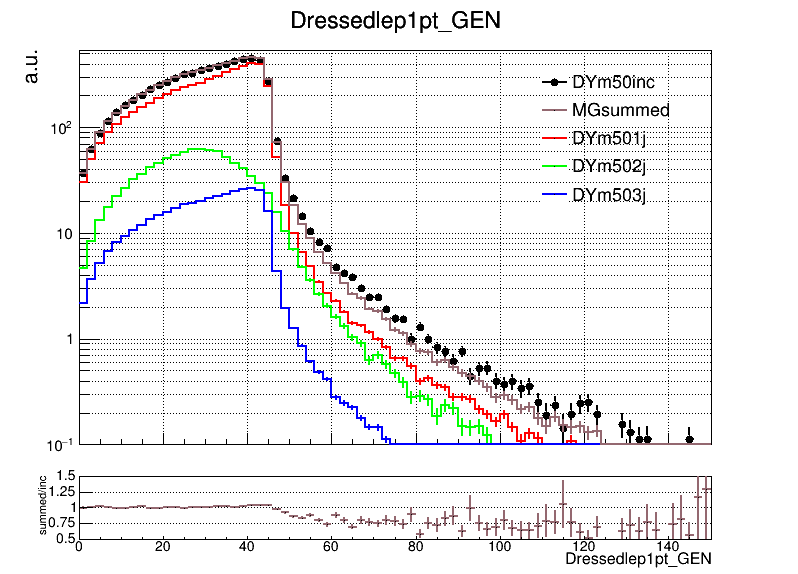 Dressedlep1pt_GEN
a.u.
DYm50inc
MGsummed
DYm501j
DYm502j
DYm503j
10²
10
1
10⁻¹
summed/inc
1.5
1.25
1
0.75
0.5
0 20 40 60 80 100 120 140
Dressedlep1pt_GEN